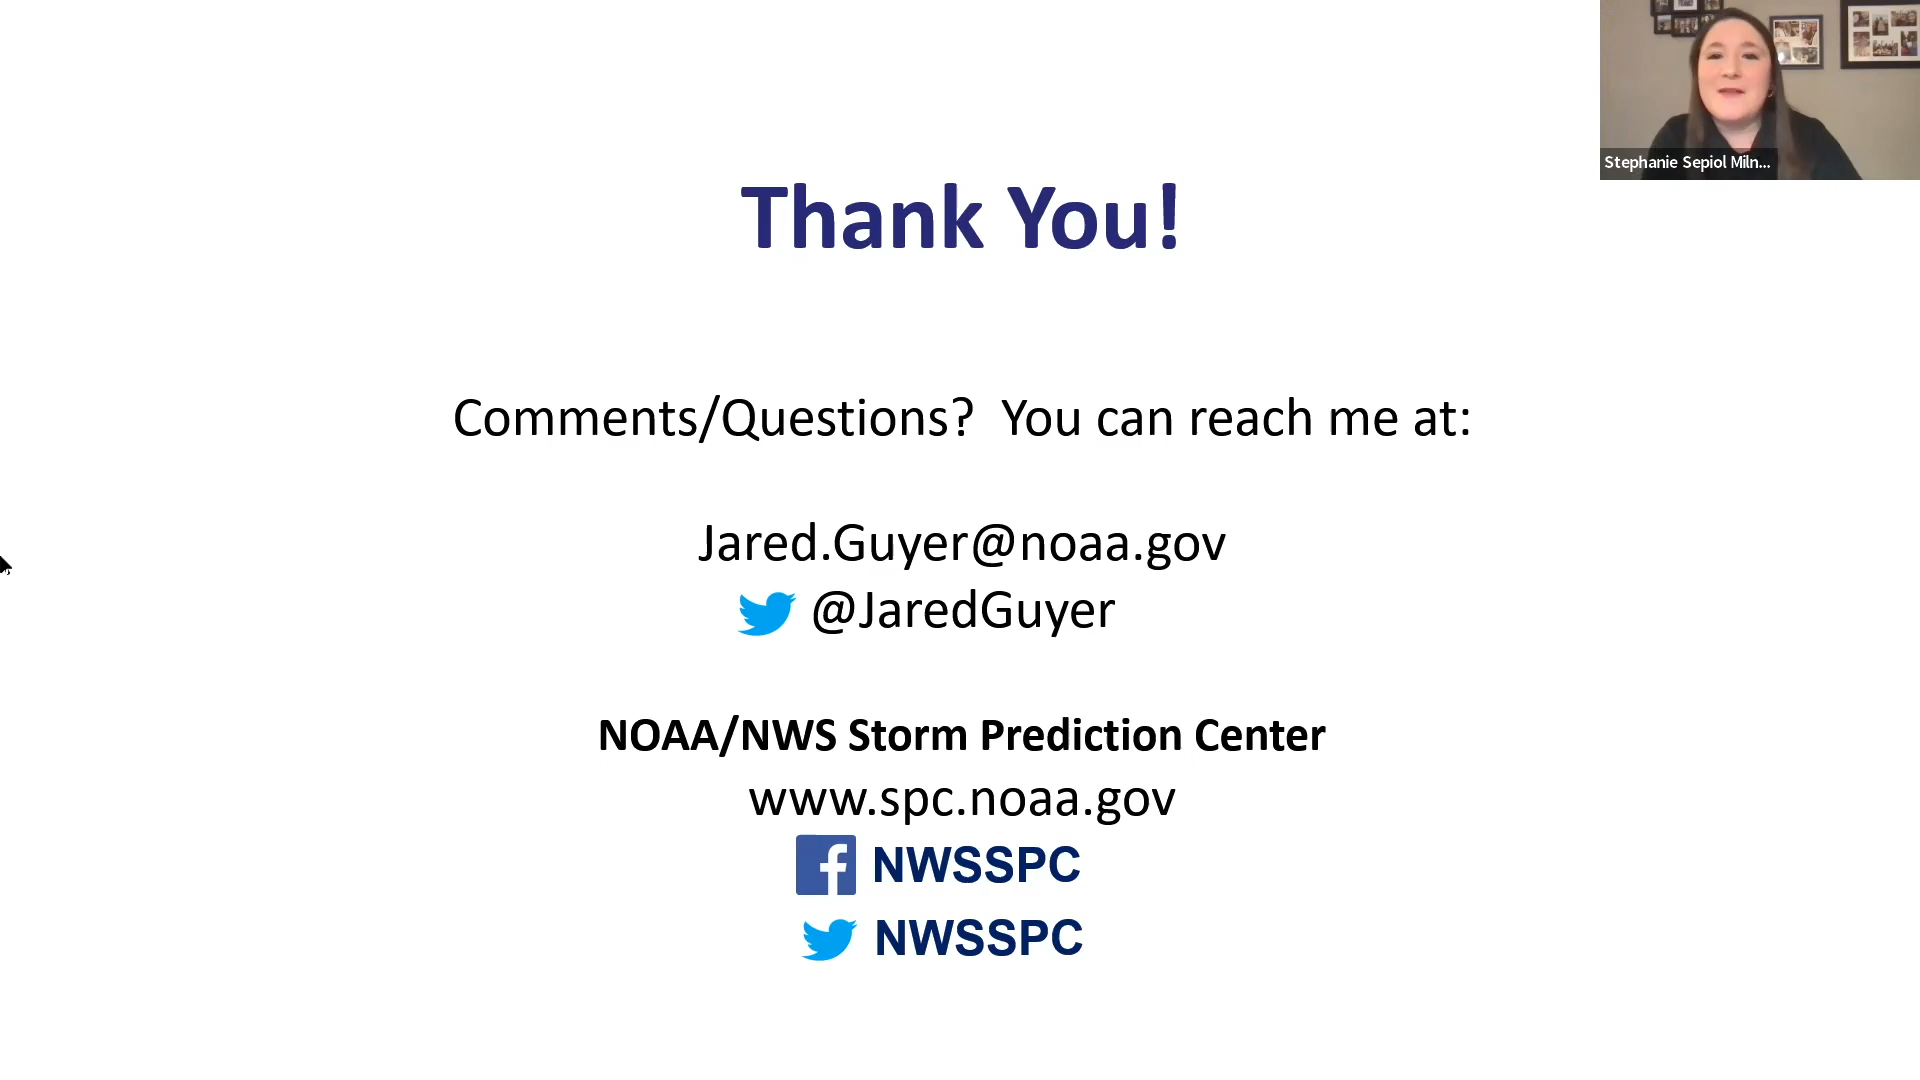 Stephanie Sepiol Miln...
Thank You!
Comments/Questions?  You can reach me at:
Jared.Guyer@noaa.gov
@JaredGuyer
NOAA/NWS Storm Prediction Center
www.spc.noaa.gov
NWSSPC
NWSSPC